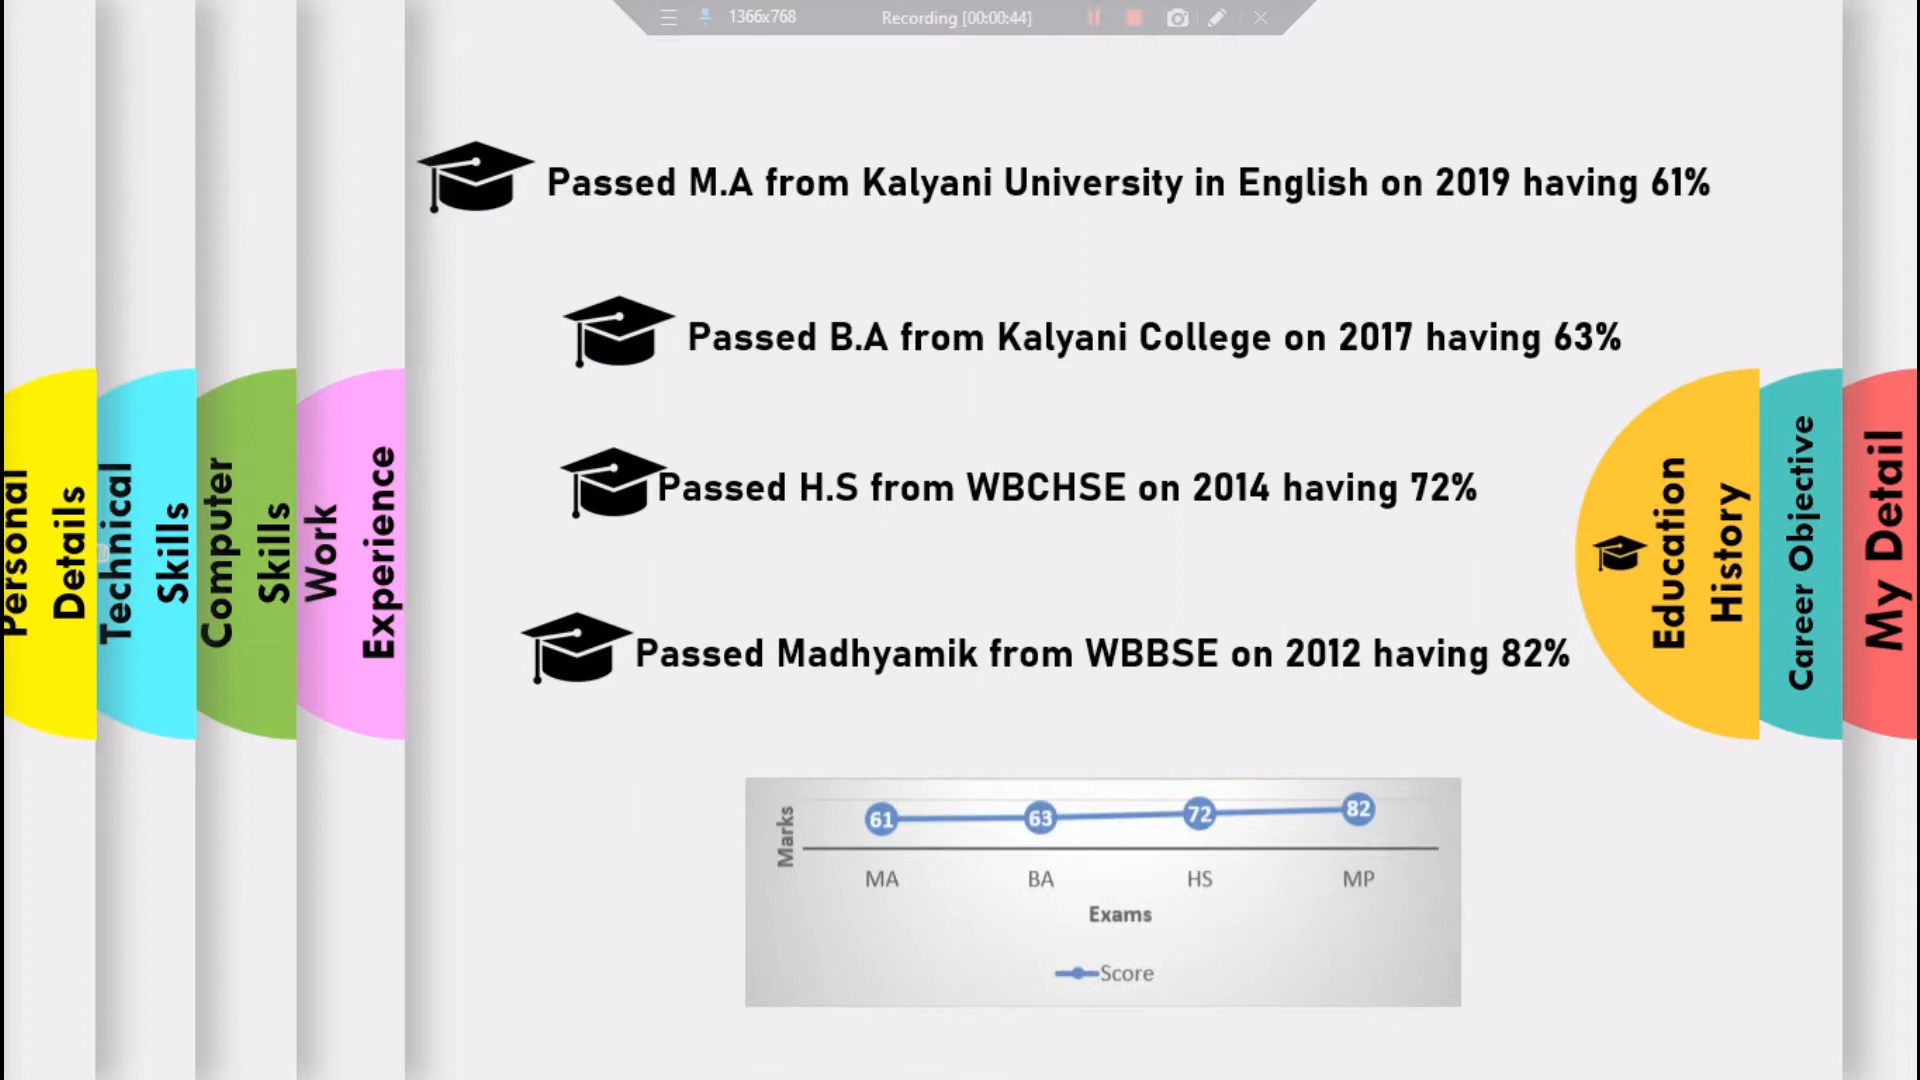 1366x768
Recording [00:00:44]
Passed M.A from Kalyani University in English on 2019 having 61%
Passed B.A from Kalyani College on 2017 having 63%
Passed H.S from WBCHSE on 2014 having 72%
Passed Madhyamik from WBBSE on 2012 having 82%
Personal
Details
Technical
Skills
Computer
Skills
Work
Experience
Education
History
Career Objective
My Detail
Marks
61
63
72
82
MA
BA
HS
MP
Exams
Score